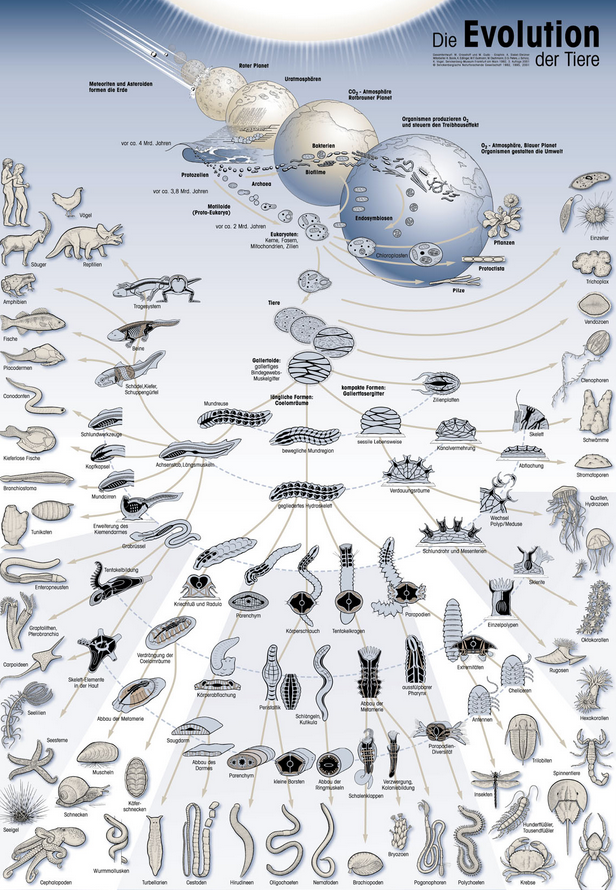 Die Evolution
der Tiere
Roter Planet
Meteoriten und Asteroiden
formen die Erde
Uratmosphären
CO₂ - Atmosphäre
Rotbrauner Planet
Organismen produzieren O₂
und steuern den Treibhauseffekt
O₂ - Atmosphäre, Blauer Planet
Organismen gestalten die Umwelt
vor ca. 4 Mrd. Jahren
Bakterien
Biofilme
Protozellen
Archaea
vor ca. 3,8 Mrd. Jahren
Motiloide
(Proto-Eukarya)
Endosymbiosen
vor ca. 2 Mrd. Jahren
Eukaryoten:
Kerne, Fasern,
Mitochondrien, Zilien
Chloroplasten
Pflanzen
Protoctista
Pilze
Einzeller
Vögel
Säuger
Reptilien
Trichoplax
Amphibien
Tragesystem
Tiere
Vendozoen
Fische
Beine
Gallertoide:
gallertiges
Bindegewebs-
Muskelgitter
kompakte Formen:
Gallertfasergitter
Zilienplatten
Ctenophoren
Placodermen
Schädel, Kiefer,
Schuppengürtel
längliche Formen:
Coelomräume
Conodonten
Mundreuse
Schlundwerkzeuge
bewegliche Mundregion
sessile Lebensweise
Kanalvernetzung
Skelett
Schwämme
Kieferlose Fische
Kopfkapsel
Achsenstab, Längsmuskeln
Abflachung
Stromatoporen
Branchiostoma
Mundcirren
Verdauungsräume
gegliedertes Hydroskelett
Wechsel
Polyp/Meduse
Quallen,
Hydrozoen
Tunikaten
Erweiterung des
Kiemendarmes
Grabrüssel
Schlundrohr und Mesenterien
Enteropneusten
Tentakelbildung
Kriechfuß und Radula
Parenchym
Körperschlauch
Tentakelkragen
Parapodien
Einzelpolypen
Sklerite
Oktokorallen
Graptolithen,
Pterobranchia
Verdrängung der
Coelomräume
Extremitäten
Rugosen
Carpoideen
Skelett-Elemente
in der Haut
Körperabflachung
Peristaltik
Schlängeln,
Kutikula
Abbau der
Metamerie
ausstülpbarer
Pharynx
Cheliceren
Hexakorallen
Seelilien
Abbau der Metamerie
Antennen
Saugdarm
Parapodien-
Diversität
Trilobiten
Seesterne
Muscheln
Käfer-
schnecken
Abbau des
Darmes
Parenchym
kleine Borsten
Abbau der
Ringmuskeln
Schalenklappen
Verzwergung,
Koloniebildung
Insekten
Spinnentiere
Schnecken
Seeigel
Hundertfüßler,
Tausendfüßler
Bryozoen
Cephalopoden
Wurmmollusken
Turbellarien
Cestoden
Hirudineen
Oligochaeten
Nematoden
Brachiopoden
Pogonophoren
Polychaeten
Krebse